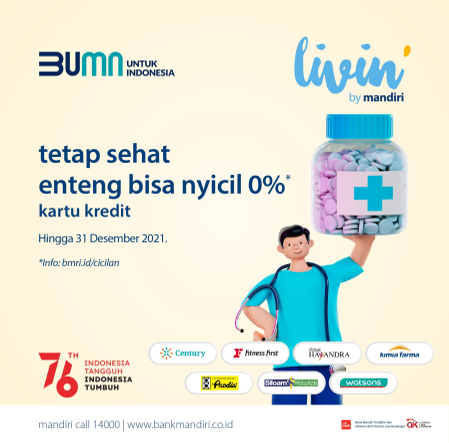 BUMN UNTUK
INDONESIA
livin'
by mandiri
tetap sehat
enteng bisa nyicil 0%*
kartu kredit
Hingga 31 Desember 2021.
*Info: bmri.id/cicilan
76TH
INDONESIA
TANGGUH
INDONESIA
TUMBUH
Century
fitness first
HAYANDRA
kimia farma
Prodia
Siloam Hospitals
watsons
mandiri call 14000 | www.bankmandiri.co.id